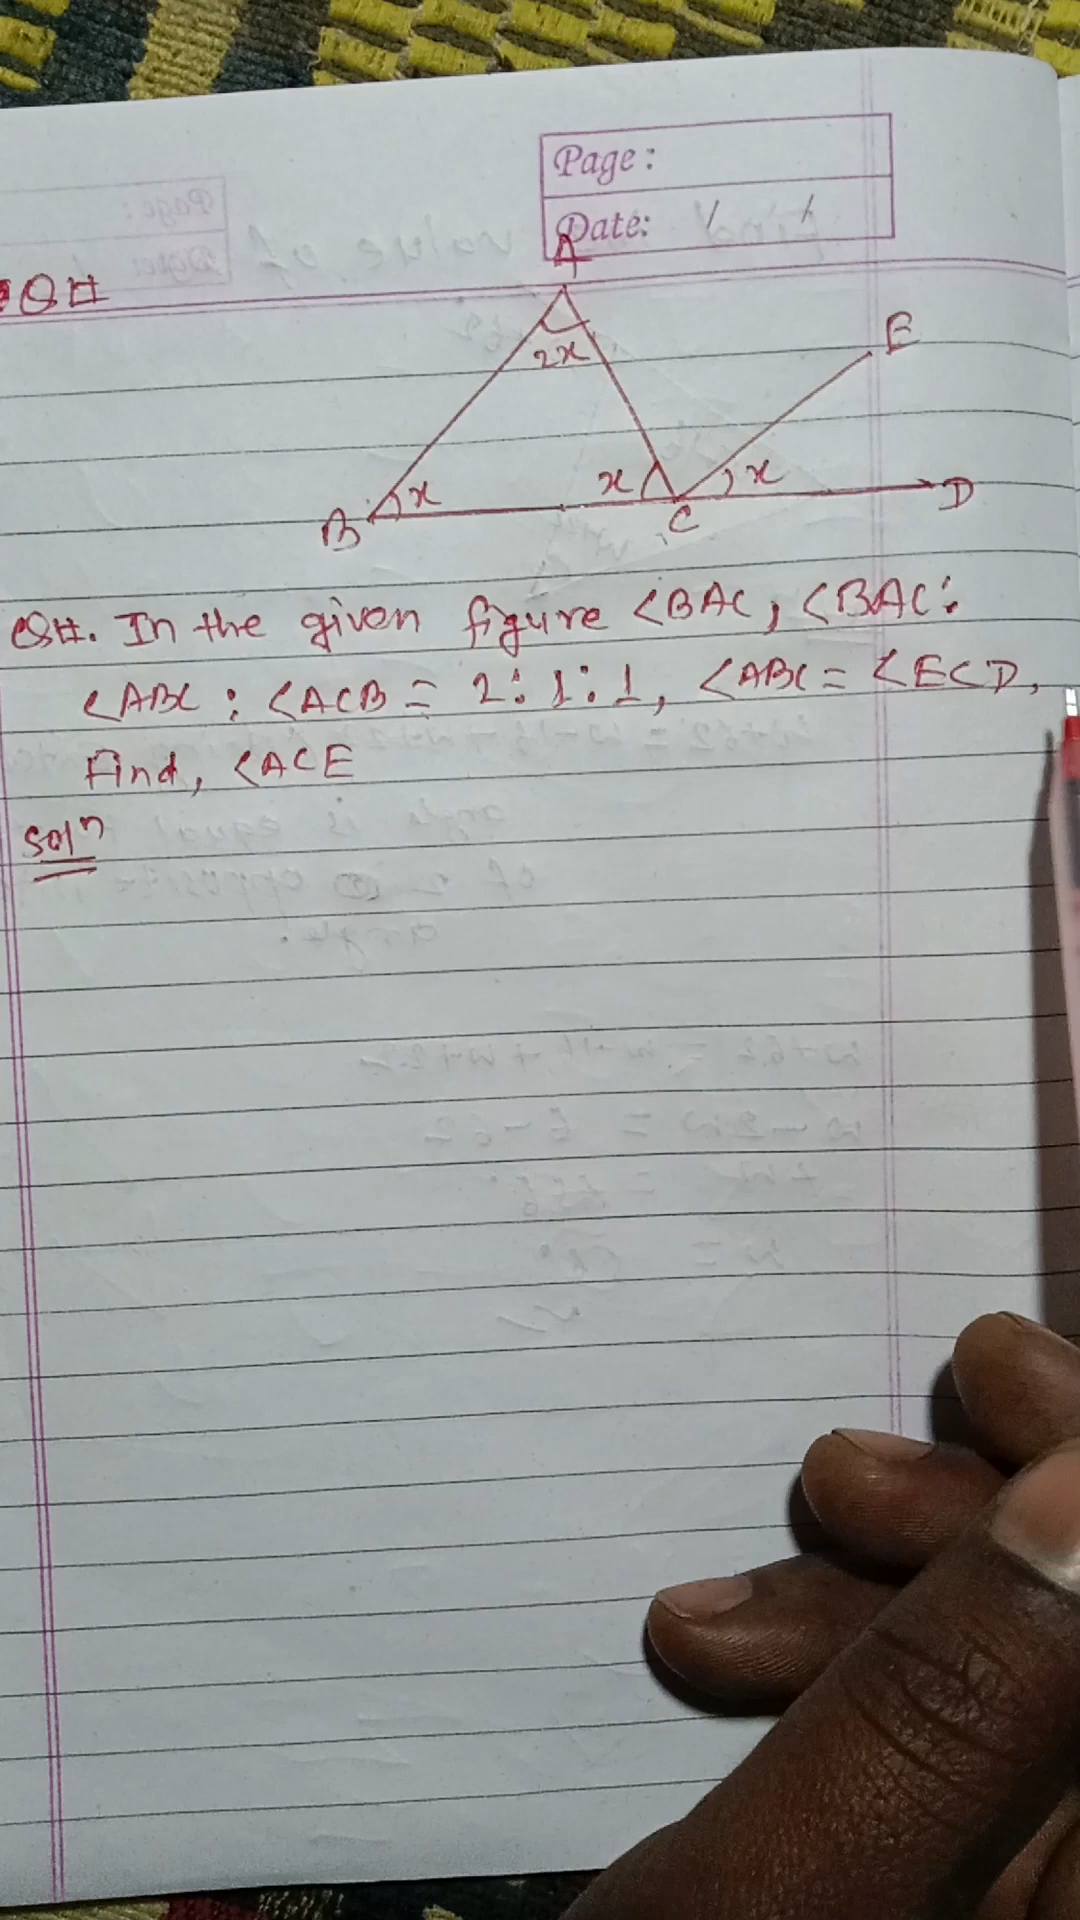 Page :
Date: / /
Q#
A
2x
E
x
x
x
B
C
D
Q#. In the given figure <BAC, <BAC:
<ABC : <ACB = 2:1:1, <ABC = <ECD,
Find, <ACE
Solⁿ